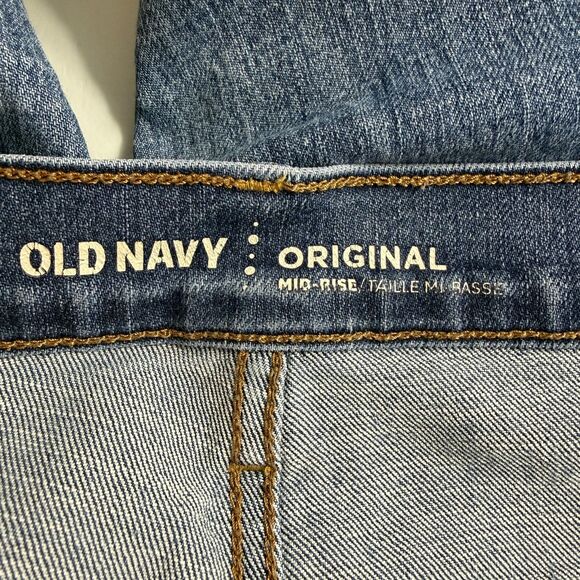 OLD NAVY
ORIGINAL
MID-RISE/TAILLE MI-BASSE